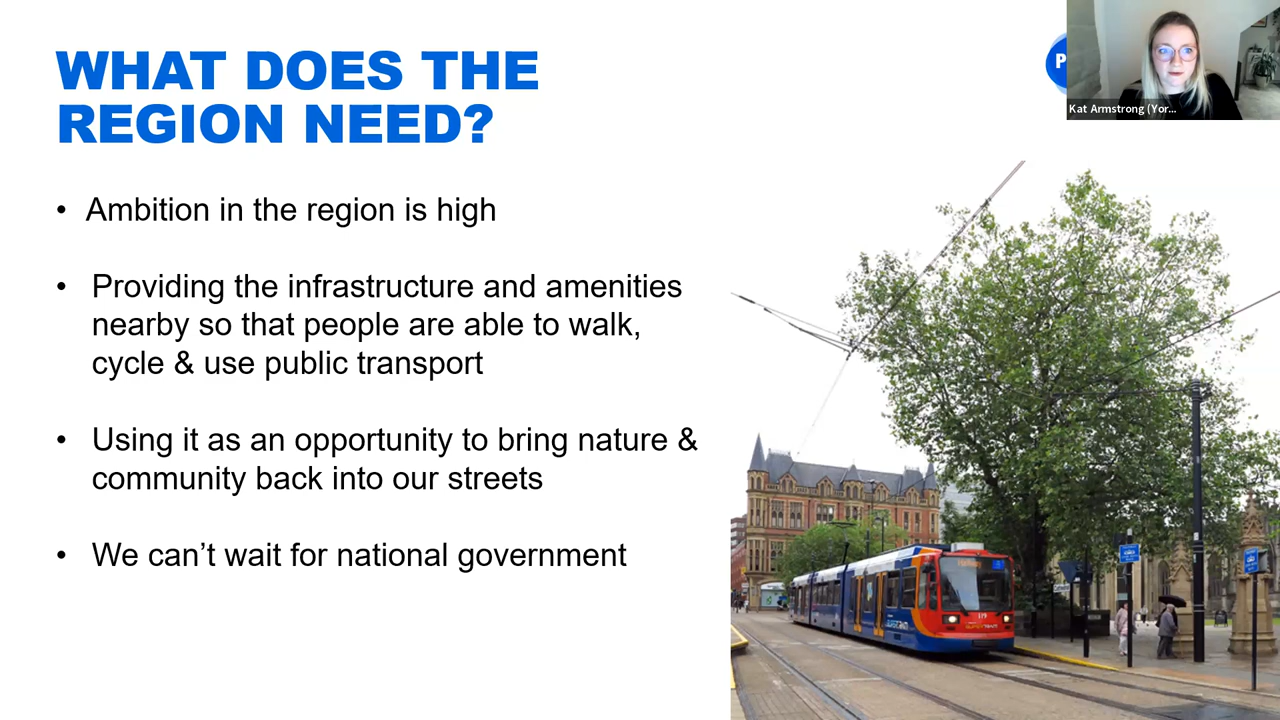 WHAT DOES THE
REGION NEED?
P
Kat Armstrong (Yor...
• Ambition in the region is high
• Providing the infrastructure and amenities
nearby so that people are able to walk,
cycle & use public transport
• Using it as an opportunity to bring nature &
community back into our streets
• We can’t wait for national government
119